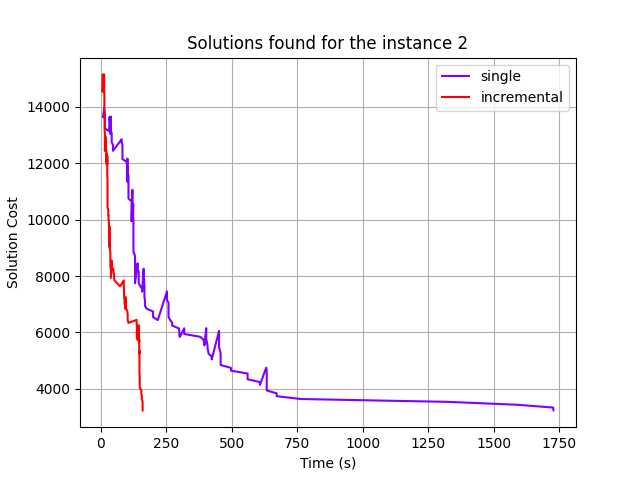 Solutions found for the instance 2
single
incremental
Solution Cost
14000
12000
10000
8000
6000
4000
0 250 500 750 1000 1250 1500 1750
Time (s)